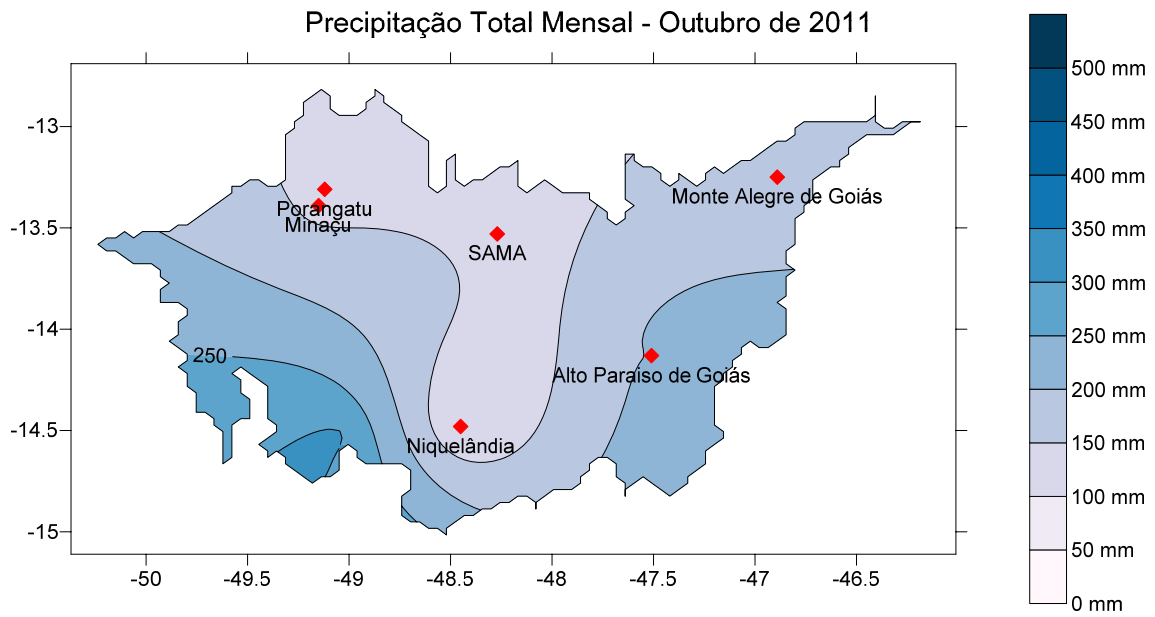 Precipitação Total Mensal - Outubro de 2011
500 mm
450 mm
400 mm
350 mm
300 mm
250 mm
200 mm
150 mm
100 mm
50 mm
0 mm
-13
-13.5
-14
-14.5
-15
Porangatu
Minaçu
SAMA
Monte Alegre de Goiás
250
Alto Paraiso de Goiás
Niquelândia
-50
-49.5
-49
-48.5
-48
-47.5
-47
-46.5